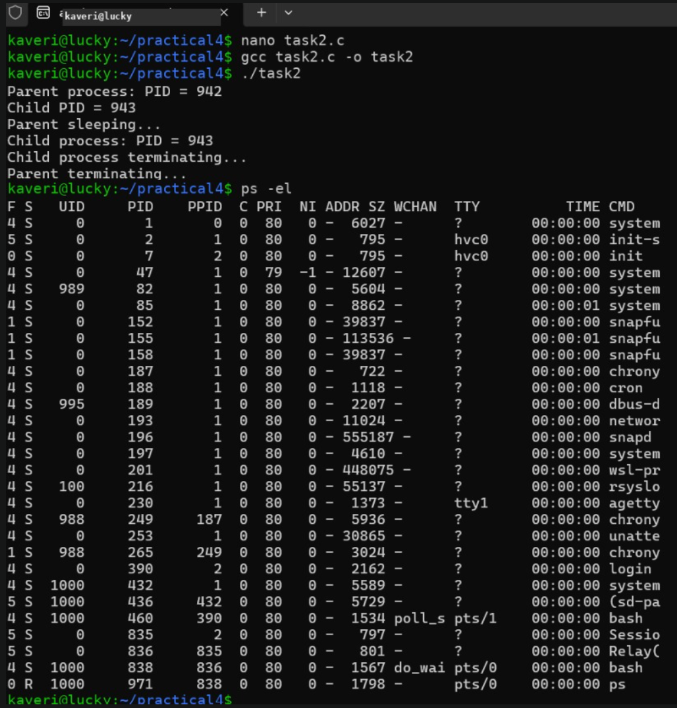 kaveri@lucky
kaveri@lucky:~/practical4$ nano task2.c
kaveri@lucky:~/practical4$ gcc task2.c -o task2
kaveri@lucky:~/practical4$ ./task2
Parent process: PID = 942
Child PID = 943
Parent sleeping...
Child process: PID = 943
Child process terminating...
Parent terminating...
kaveri@lucky:~/practical4$ ps -el
F S   UID     PID    PPID  C PRI  NI ADDR SZ WCHAN  TTY          TIME CMD
4 S     0       1       0  0  80   0 -  6027 -      ?        00:00:00 system
5 S     0       2       1  0  80   0 -   795 -      hvc0     00:00:00 init-s
0 S     0       7       2  0  80   0 -   795 -      hvc0     00:00:00 init
4 S     0      47       1  0  79  -1 - 12607 -      ?        00:00:00 system
4 S   989      82       1  0  80   0 -  5604 -      ?        00:00:00 system
4 S     0      85       1  0  80   0 -  8862 -      ?        00:00:01 system
1 S     0     152       1  0  80   0 - 39837 -      ?        00:00:00 snapfu
1 S     0     155       1  0  80   0 - 113536 -     ?        00:00:01 snapfu
1 S     0     158       1  0  80   0 - 39837 -      ?        00:00:00 snapfu
4 S     0     187       1  0  80   0 -   722 -      ?        00:00:00 chrony
4 S     0     188       1  0  80   0 -  1118 -      ?        00:00:00 cron
4 S   995     189       1  0  80   0 -  2207 -      ?        00:00:00 dbus-d
4 S     0     193       1  0  80   0 - 11024 -      ?        00:00:00 networ
4 S     0     196       1  0  80   0 - 555187 -     ?        00:00:00 snapd
4 S     0     197       1  0  80   0 -  4610 -      ?        00:00:00 system
4 S     0     201       1  0  80   0 - 448075 -     ?        00:00:00 wsl-pr
4 S   100     216       1  0  80   0 - 55137 -      ?        00:00:00 rsyslo
4 S     0     230       1  0  80   0 -  1373 -      tty1     00:00:00 agetty
4 S   988     249     187  0  80   0 -  5936 -      ?        00:00:00 chrony
4 S     0     253       1  0  80   0 - 30865 -      ?        00:00:00 unatte
1 S   988     265     249  0  80   0 -  3024 -      ?        00:00:00 chrony
4 S     0     390       2  0  80   0 -  2162 -      ?        00:00:00 login
4 S  1000     432       1  0  80   0 -  5589 -      ?        00:00:00 system
5 S  1000     436     432  0  80   0 -  5729 -      ?        00:00:00 (sd-pa
4 S  1000     460     390  0  80   0 -  1534 poll_s pts/1    00:00:00 bash
5 S     0     835       2  0  80   0 -   797 -      ?        00:00:00 Sessio
5 S     0     836     835  0  80   0 -   801 -      ?        00:00:00 Relay(
4 S  1000     838     836  0  80   0 -  1567 do_wai pts/0    00:00:00 bash
0 R  1000     971     838  0  80   0 -  1798 -      pts/0    00:00:00 ps
kaveri@lucky:~/practical4$